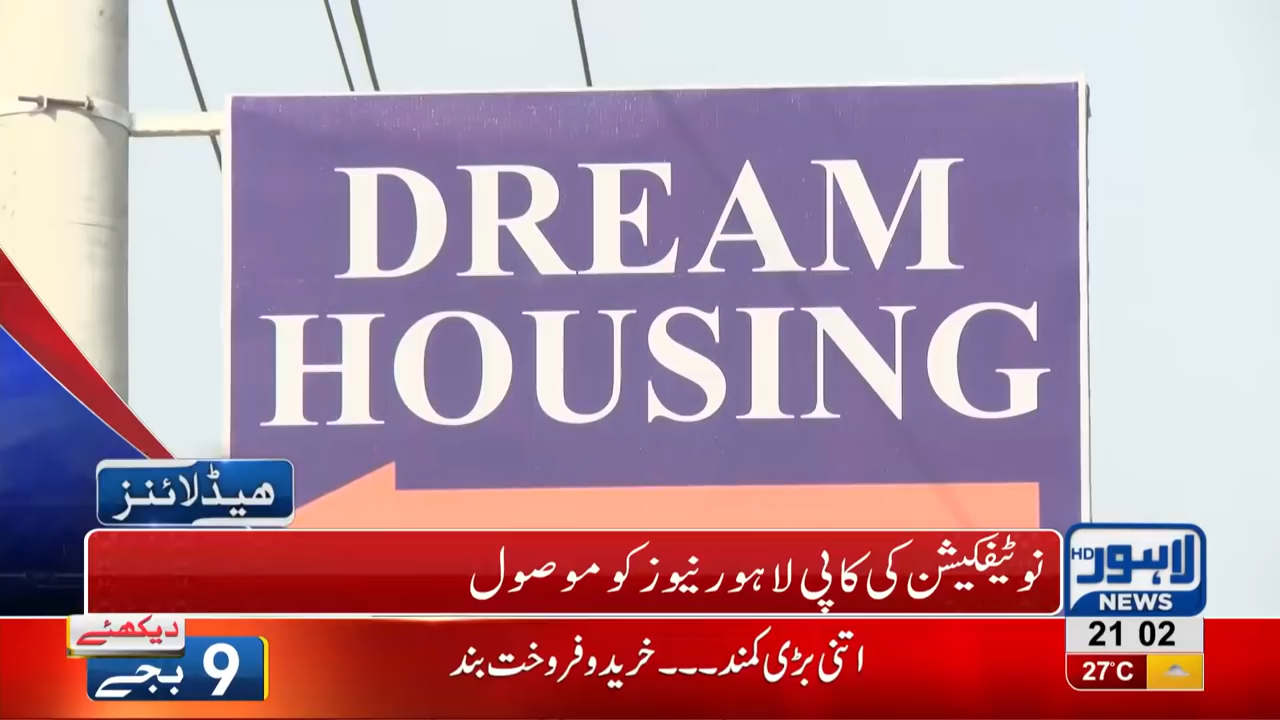 DREAM
HOUSING
ھیڈلائنز
نوٹیفکیشن کی کاپی لاہور نیوز کو موصول
HD لاہور
NEWS
21 02
27°C
دیکھئے
9 بجے
اتنی بڑی کمند۔۔۔ خرید و فروخت بند